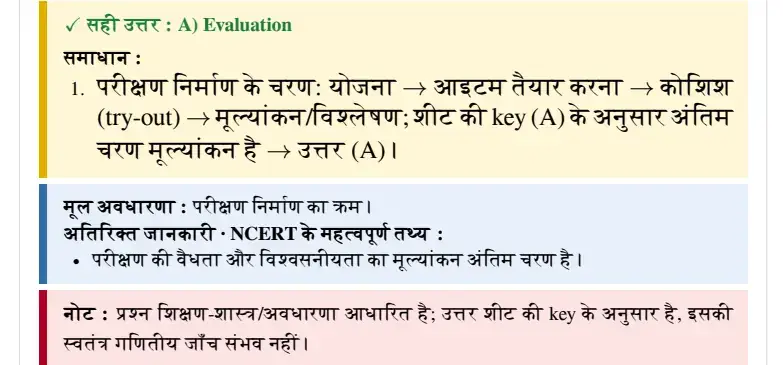 ✓ सही उत्तर : A) Evaluation
समाधान :
1. परीक्षण निर्माण के चरण: योजना → आइटम तैयार करना → कोशिश
(try-out) → मूल्यांकन/विश्लेषण; शीट की key (A) के अनुसार अंतिम
चरण मूल्यांकन है → उत्तर (A)।
मूल अवधारणा : परीक्षण निर्माण का क्रम।
अतिरिक्त जानकारी · NCERT के महत्वपूर्ण तथ्य :
• परीक्षण की वैधता और विश्वसनीयता का मूल्यांकन अंतिम चरण है।
नोट : प्रश्न शिक्षण-शास्त्र/अवधारणा आधारित है; उत्तर शीट की key के अनुसार है, इसकी
स्वतंत्र गणितीय जाँच संभव नहीं।